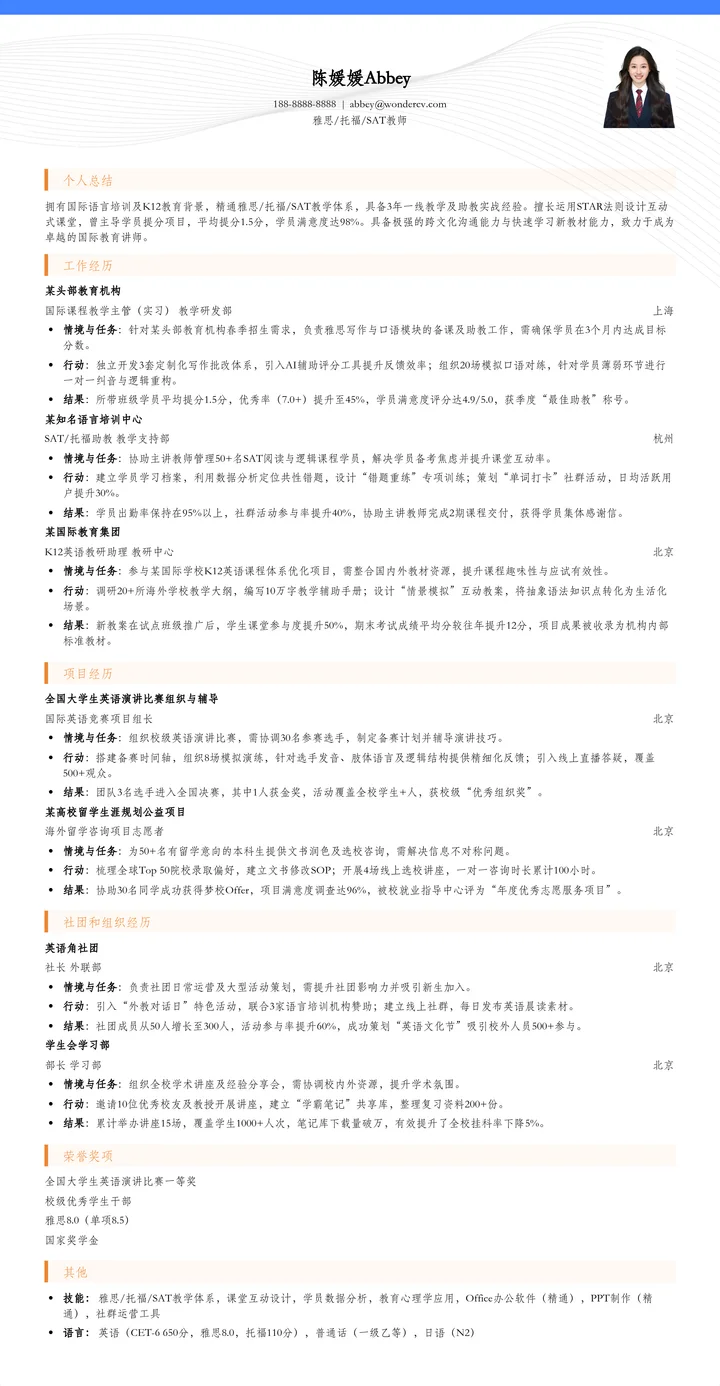 陈媛媛Abbey
188-8888-8888 | abbey@wondercv.com
雅思/托福/SAT教师
个人总结
拥有国际语言培训及K12教育背景，精通雅思/托福/SAT教学体系，具备3年一线教学及助教实战经验。擅长运用STAR法则设计互动
式课堂，曾主导学员提分项目，平均提分1.5分，学员满意度达98%。具备极强的跨文化沟通能力与快速学习新教材能力，致力于成为
卓越的国际教育讲师。
工作经历
某头部教育机构
国际课程教学主管（实习） 教学研发部 上海
• 情境与任务：针对某头部教育机构春季招生需求，负责雅思写作与口语模块的备课及助教工作，需确保学员在3个月内达成目标
分数。
• 行动：独立开发3套定制化写作批改体系，引入AI辅助评分工具提升反馈效率；组织20场模拟口语对练，针对学员薄弱环节进行
一对一纠音与逻辑重构。
• 结果：所带班级学员平均提分1.5分，优秀率（7.0+）提升至45%，学员满意度评分达4.9/5.0，获季度“最佳助教”称号。
某知名语言培训中心
SAT/托福助教 教学支持部 杭州
• 情境与任务：协助主讲教师管理50+名SAT阅读与逻辑课程学员，解决学员备考焦虑并提升课堂互动率。
• 行动：建立学员学习档案，利用数据分析定位共性错题，设计“错题重练”专项训练；策划“单词打卡”社群活动，日均活跃用
户提升30%。
• 结果：学员出勤率保持在95%以上，社群活动参与率提升40%，协助主讲教师完成2期课程交付，获得学员集体感谢信。
某国际教育集团
K12英语教研助理 教研中心 北京
• 情境与任务：参与某国际学校K12英语课程体系优化项目，需整合国内外教材资源，提升课程趣味性与应试有效性。
• 行动：调研20+所海外学校教学大纲，编写10万字教学辅助手册；设计“情景模拟”互动教案，将抽象语法知识点转化为生活化
场景。
• 结果：新教案在试点班级推广后，学生课堂参与度提升50%，期末考试成绩平均分较往年提升12分，项目成果被收录为机构内部
标准教材。
项目经历
全国大学生英语演讲比赛组织与辅导
国际英语竞赛项目组长 北京
• 情境与任务：组织校级英语演讲比赛，需协调30名参赛选手，制定备赛计划并辅导演讲技巧。
• 行动：搭建备赛时间轴，组织8场模拟演练，针对选手发音、肢体语言及逻辑结构提供精细化反馈；引入线上直播答疑，覆盖
500+观众。
• 结果：团队3名选手进入全国决赛，其中1人获金奖，活动覆盖全校学生+人，获校级“优秀组织奖”。
某高校留学生涯规划公益项目
海外留学咨询项目志愿者 北京
• 情境与任务：为50+名有留学意向的本科生提供文书润色及选校咨询，需解决信息不对称问题。
• 行动：梳理全球Top 50院校录取偏好，建立文书修改SOP；开展4场线上选校讲座，一对一咨询时长累计100小时。
• 结果：协助30名同学成功获得梦校Offer，项目满意度调查达96%，被校就业指导中心评为“年度优秀志愿服务项目”。
社团和组织经历
英语角社团
社长 外联部 北京
• 情境与任务：负责社团日常运营及大型活动策划，需提升社团影响力并吸引新生加入。
• 行动：引入“外教对话日”特色活动，联合3家语言培训机构赞助；建立线上社群，每日发布英语晨读素材。
• 结果：社团成员从50人增长至300人，活动参与率提升60%，成功策划“英语文化节”吸引校外人员500+参与。
学生会学习部
部长 学习部 北京
• 情境与任务：组织全校学术讲座及经验分享会，需协调校内外资源，提升学术氛围。
• 行动：邀请10位优秀校友及教授开展讲座，建立“学霸笔记”共享库，整理复习资料200+份。
• 结果：累计举办讲座15场，覆盖学生1000+人次，笔记库下载量破万，有效提升了全校挂科率下降5%。
荣誉奖项
全国大学生英语演讲比赛一等奖
校级优秀学生干部
雅思8.0（单项8.5）
国家奖学金
其他
• 技能： 雅思/托福/SAT教学体系，课堂互动设计，学员数据分析，教育心理学应用，Office办公软件（精通），PPT制作（精
通），社群运营工具
• 语言： 英语（CET-6 650分，雅思8.0，托福110分），普通话（一级乙等），日语（N2）